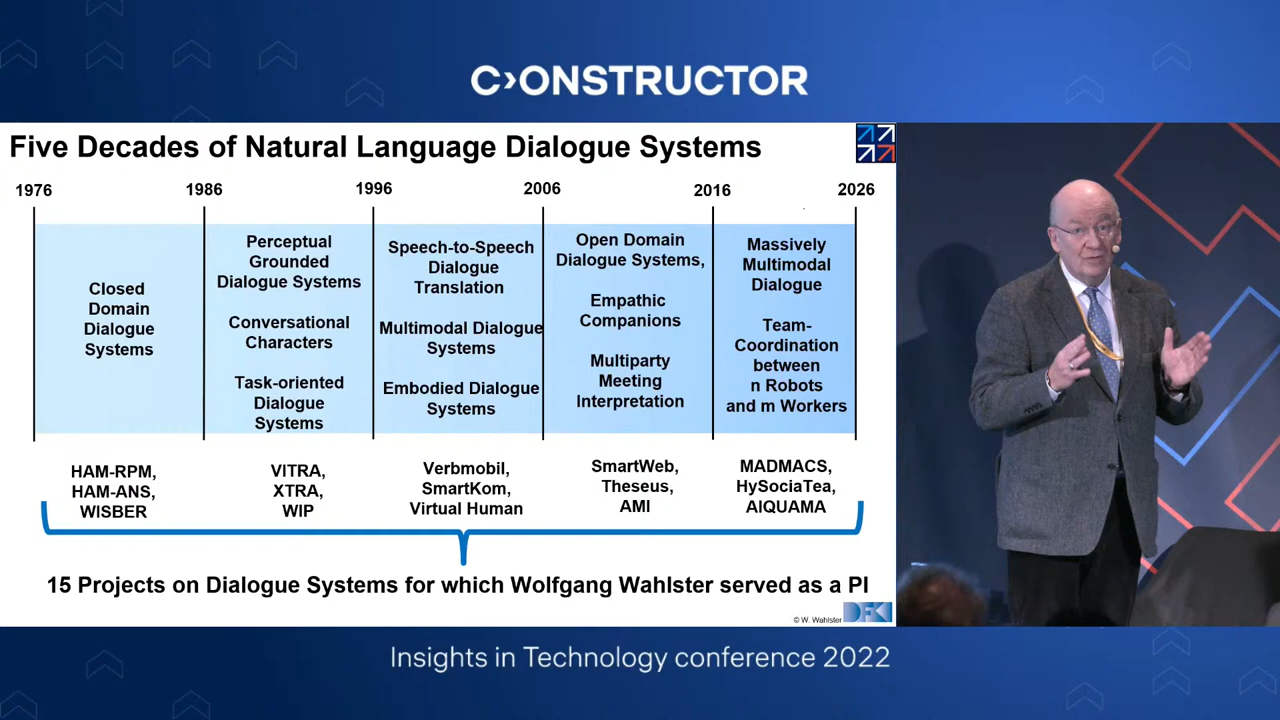 C›ONSTRUCTOR
Five Decades of Natural Language Dialogue Systems
1976 1986 1996 2006 2016 2026
Closed
Domain
Dialogue
Systems
Perceptual
Grounded
Dialogue Systems
Conversational
Characters
Task-oriented
Dialogue
Systems
Speech-to-Speech
Dialogue
Translation
Multimodal Dialogue
Systems
Embodied Dialogue
Systems
Open Domain
Dialogue Systems,
Empathic
Companions
Multiparty
Meeting
Interpretation
Massively
Multimodal
Dialogue
Team-
Coordination
between
n Robots
and m Workers
HAM-RPM,
HAM-ANS,
WISBER
VITRA,
XTRA,
WIP
Verbmobil,
SmartKom,
Virtual Human
SmartWeb,
Theseus,
AMI
MADMACS,
HySociaTea,
AIQUAMA
15 Projects on Dialogue Systems for which Wolfgang Wahlster served as a PI
© W. Wahlster
DFKI
Insights in Technology conference 2022